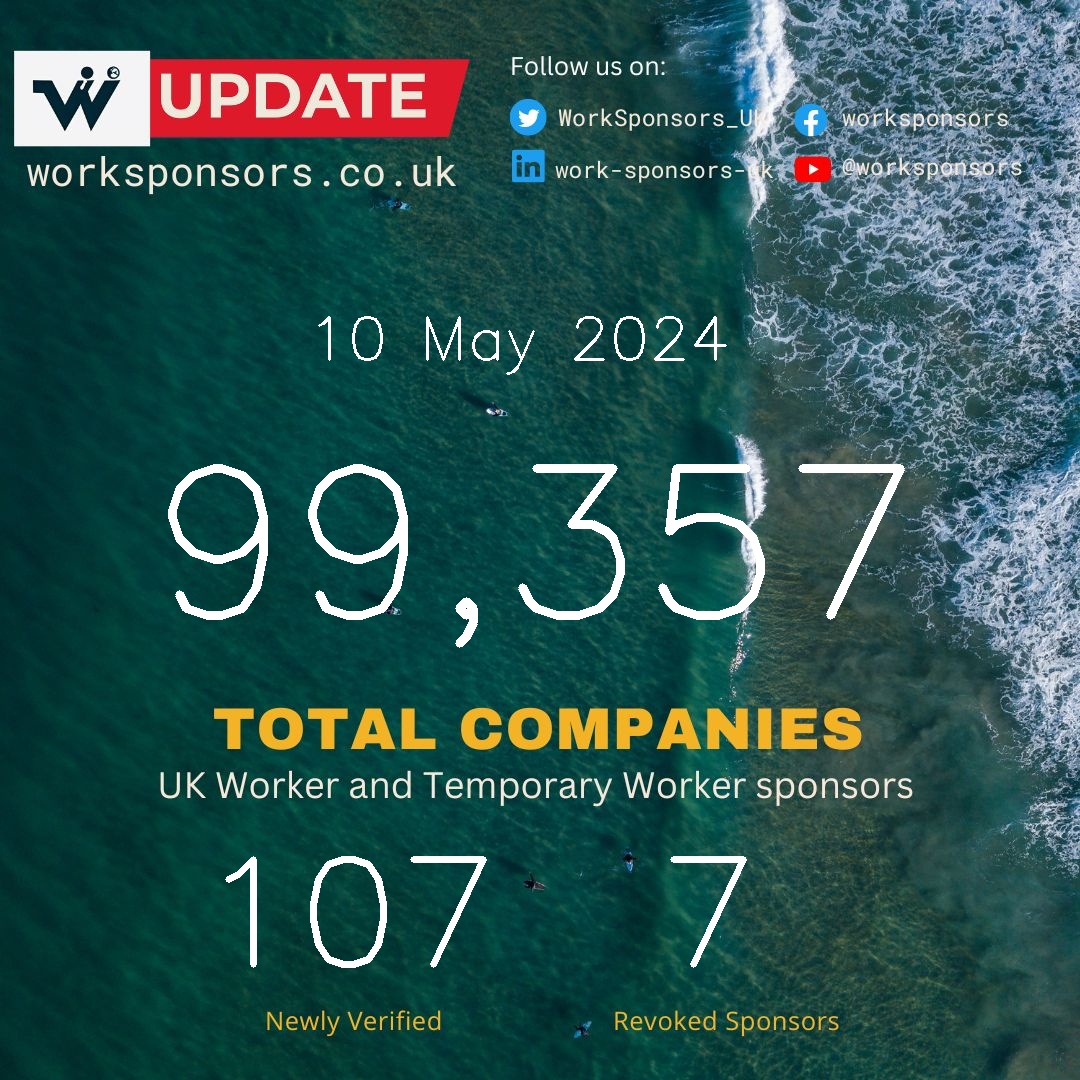 UPDATE
worksponsors.co.uk
Follow us on:
WorkSponsors_UK
worksponsors
work-sponsors-uk
@worksponsors
10 May 2024
99,357
TOTAL COMPANIES
UK Worker and Temporary Worker sponsors
107 7
Newly Verified Revoked Sponsors